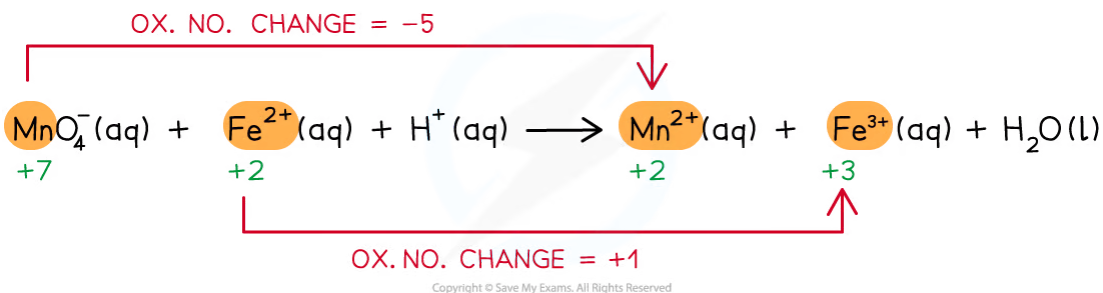 OX. NO. CHANGE = −5
MnO₄⁻(aq) + Fe²⁺(aq) + H⁺(aq) ⟶ Mn²⁺(aq) + Fe³⁺(aq) + H₂O(l)
+7 +2 +2 +3
OX. NO. CHANGE = +1
Copyright © Save My Exams. All Rights Reserved